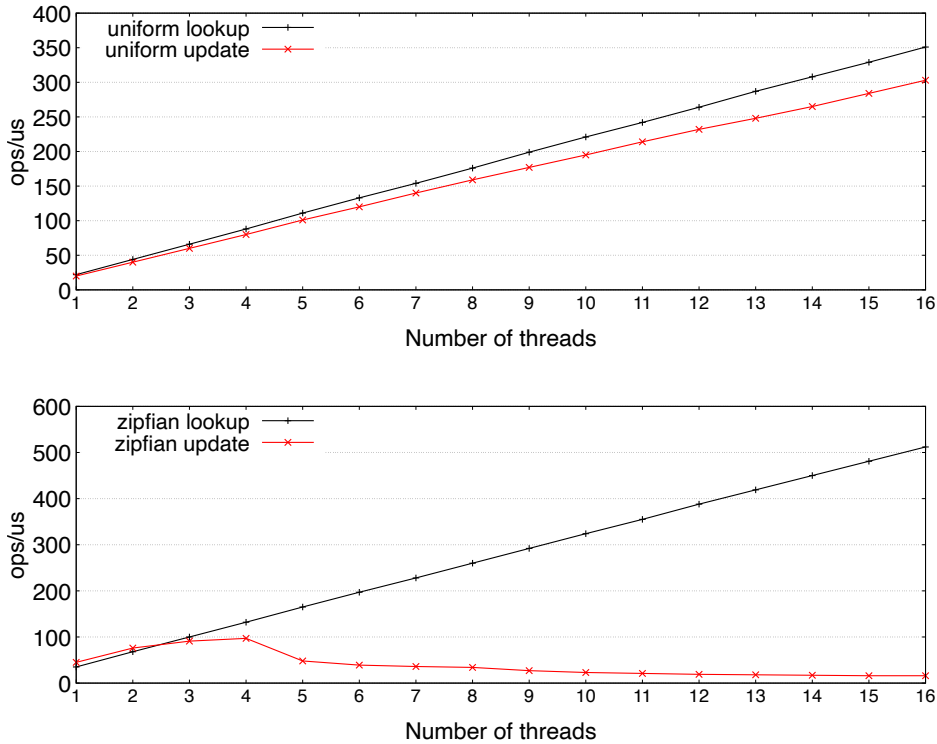 400
350
300
250
200
150
100
50
0
ops/us
uniform lookup
uniform update
1 2 3 4 5 6 7 8 9 10 11 12 13 14 15 16
Number of threads
600
500
400
300
200
100
0
ops/us
zipfian lookup
zipfian update
1 2 3 4 5 6 7 8 9 10 11 12 13 14 15 16
Number of threads